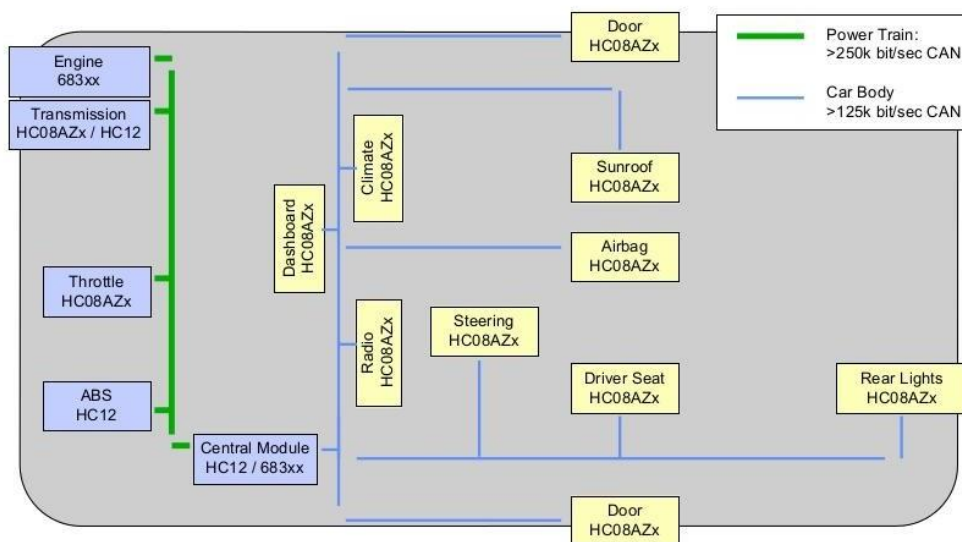 Door
HC08AZx
Power Train:
>250k bit/sec CAN
Car Body
>125k bit/sec CAN
Engine
683xx
Transmission
HC08AZx / HC12
Climate
HC08AZx
Sunroof
HC08AZx
Dashboard
HC08AZx
Airbag
HC08AZx
Throttle
HC08AZx
Radio
HC08AZx
Steering
HC08AZx
Driver Seat
HC08AZx
Rear Lights
HC08AZx
ABS
HC12
Central Module
HC12 / 683xx
Door
HC08AZx